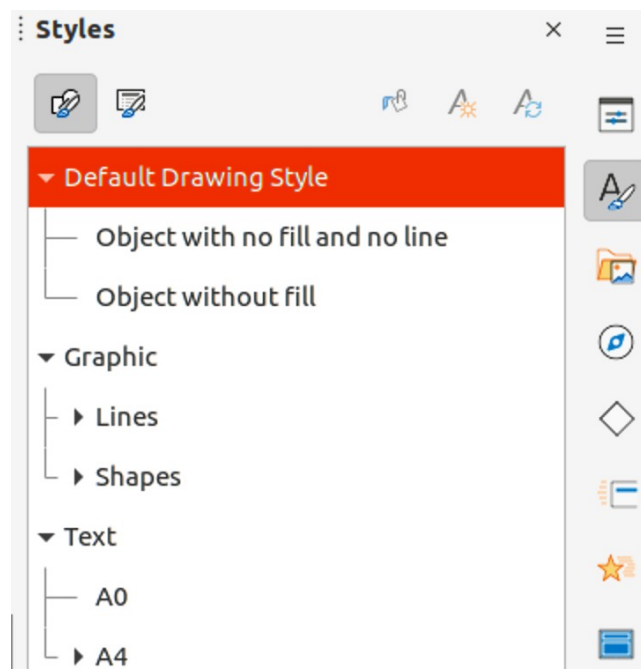 Styles
Default Drawing Style
Object with no fill and no line
Object without fill
Graphic
Lines
Shapes
Text
A0
A4